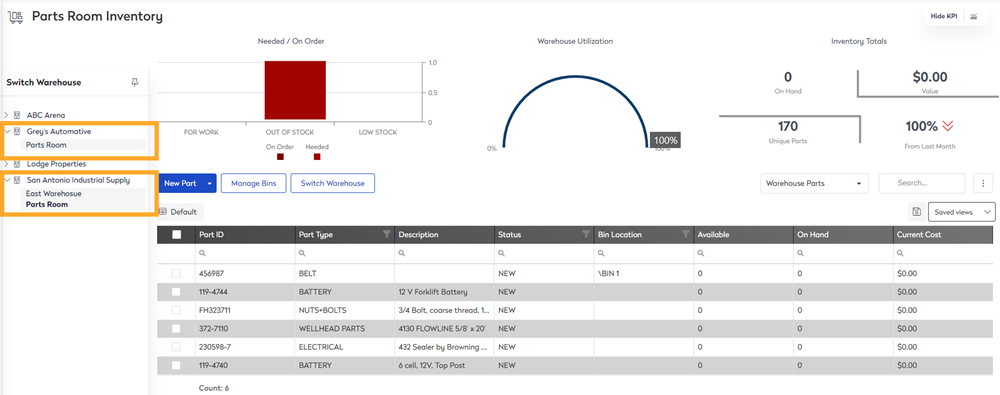 Parts Room Inventory
Hide KPI
Needed / On Order
Warehouse Utilization
Inventory Totals
Switch Warehouse
ABC Arena
Grey's Automative
Parts Room
Lodge Properties
San Antonio Industrial Supply
East Warehosue
Parts Room
1.0
0.5
0
FOR WORK OUT OF STOCK LOW STOCK
On Order Needed
0%
100%
100%
0
On Hand
$0.00
Value
170
Unique Parts
100%
From Last Month
New Part Manage Bins Switch Warehouse Warehouse Parts Search...
Default Saved views
Part ID Part Type Description Status Bin Location Available On Hand Current Cost
456987 BELT NEW \BIN 1 0 0 $0.00
119-4744 BATTERY 12 V Forklift Battery NEW 0 0 $0.00
FH323711 NUTS+BOLTS 3/4 Bolt, coarse thread, 1... NEW 0 0 $0.00
372-7110 WELLHEAD PARTS 4130 FLOWLINE 5/8' x 20' NEW 0 0 $0.00
230598-7 ELECTRICAL 432 Sealer by Browning ... NEW 0 0 $0.00
119-4740 BATTERY 6 cell, 12V, Top Post NEW 0 0 $0.00
Count: 6